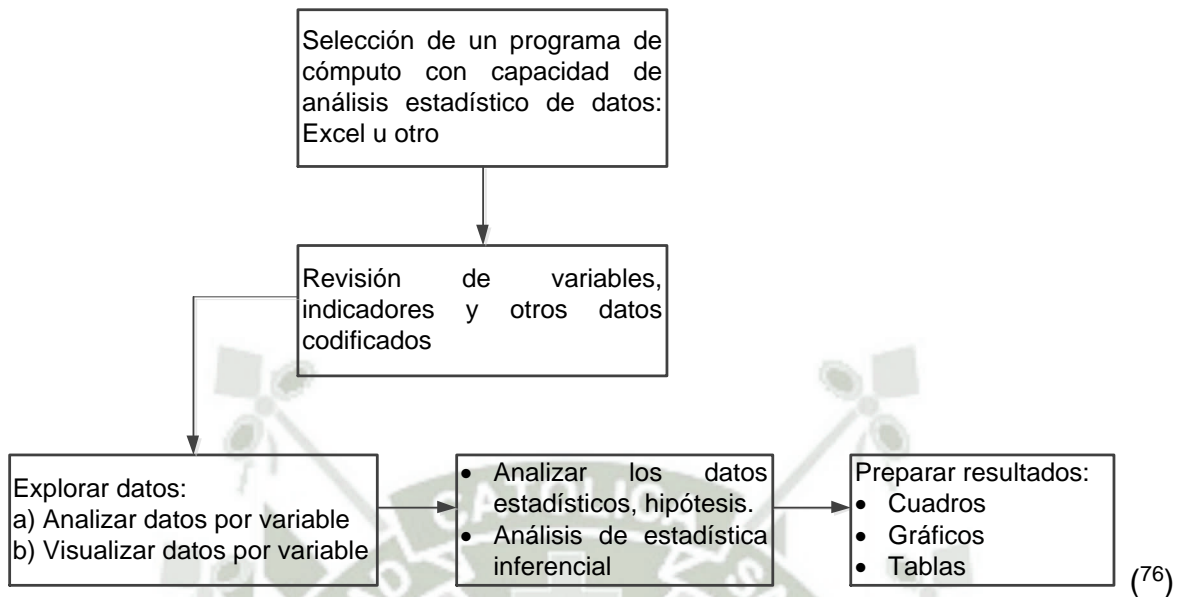 Selección de un programa de
cómputo con capacidad de
análisis estadístico de datos:
Excel u otro
Revisión de variables,
indicadores y otros datos
codificados
Explorar datos:
a) Analizar datos por variable
b) Visualizar datos por variable
• Analizar los datos
estadísticos, hipótesis.
• Análisis de estadística
inferencial
Preparar resultados:
• Cuadros
• Gráficos
• Tablas
(76)
CATOLICA